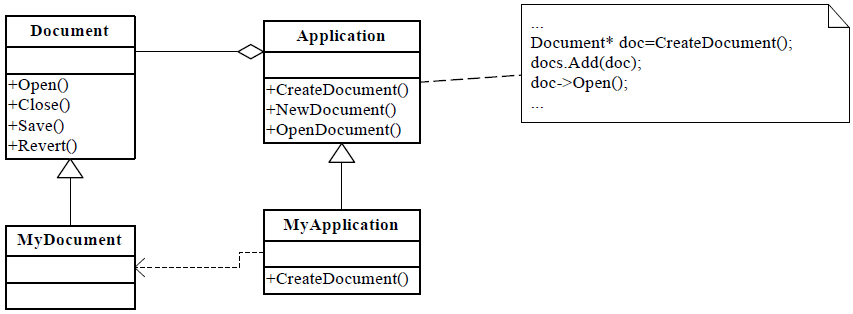 Document
+Open()
+Close()
+Save()
+Revert()
Application
+CreateDocument()
+NewDocument()
+OpenDocument()
...
Document* doc=CreateDocument();
docs.Add(doc);
doc->Open();
...
MyDocument
MyApplication
+CreateDocument()